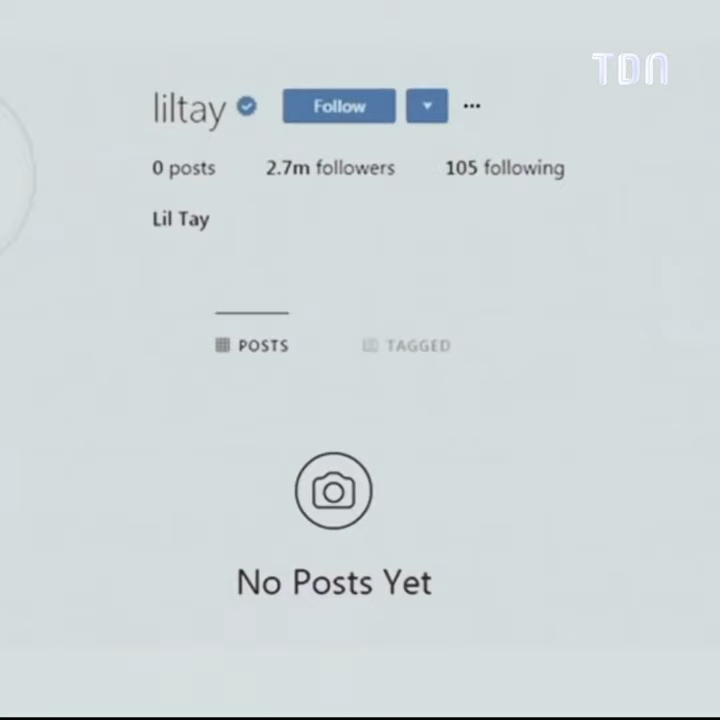 TDN
liltay Follow
0 posts 2.7m followers 105 following
Lil Tay
POSTS TAGGED
No Posts Yet